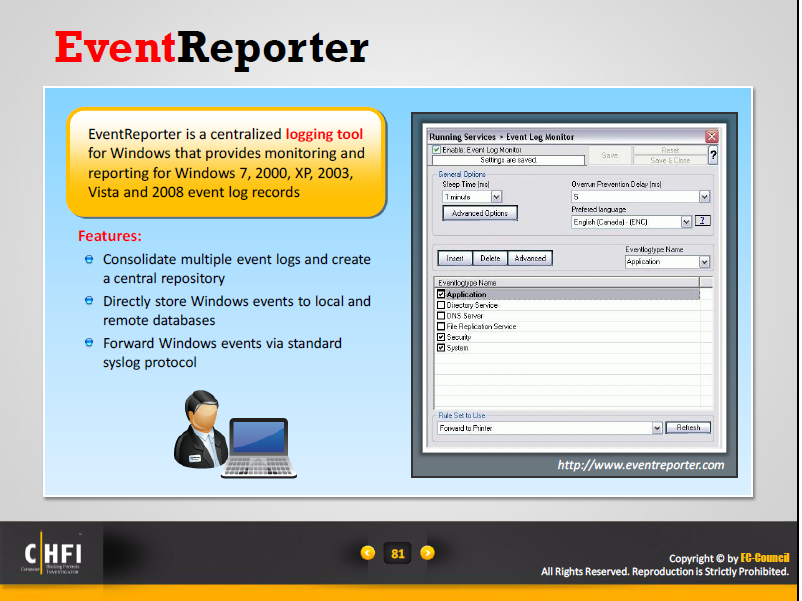 EventReporter
EventReporter is a centralized logging tool
for Windows that provides monitoring and
reporting for Windows 7, 2000, XP, 2003,
Vista and 2008 event log records
Features:
Consolidate multiple event logs and create
a central repository
Directly store Windows events to local and
remote databases
Forward Windows events via standard
syslog protocol
Running Services > Event Log Monitor
Enable: Event Log Monitor
Settings are saved.
Save
Reset
Save & Close
?
General Options
Sleep Time (ms)
1 minute
Overrun Prevention Delay (ms)
5
Advanced Options
Preferred language
English (Canada) - (ENC)
?
Insert
Delete
Advanced
Eventlogtype Name
Application
Eventlogtype Name
Application
Directory Service
DNS Server
File Replication Service
Security
System
Rule Set to Use
Forward to Printer
Refresh
http://www.eventreporter.com
CHFI
Computer Hacking Forensic
INVESTIGATOR
81
Copyright © by EC-Council
All Rights Reserved. Reproduction is Strictly Prohibited.